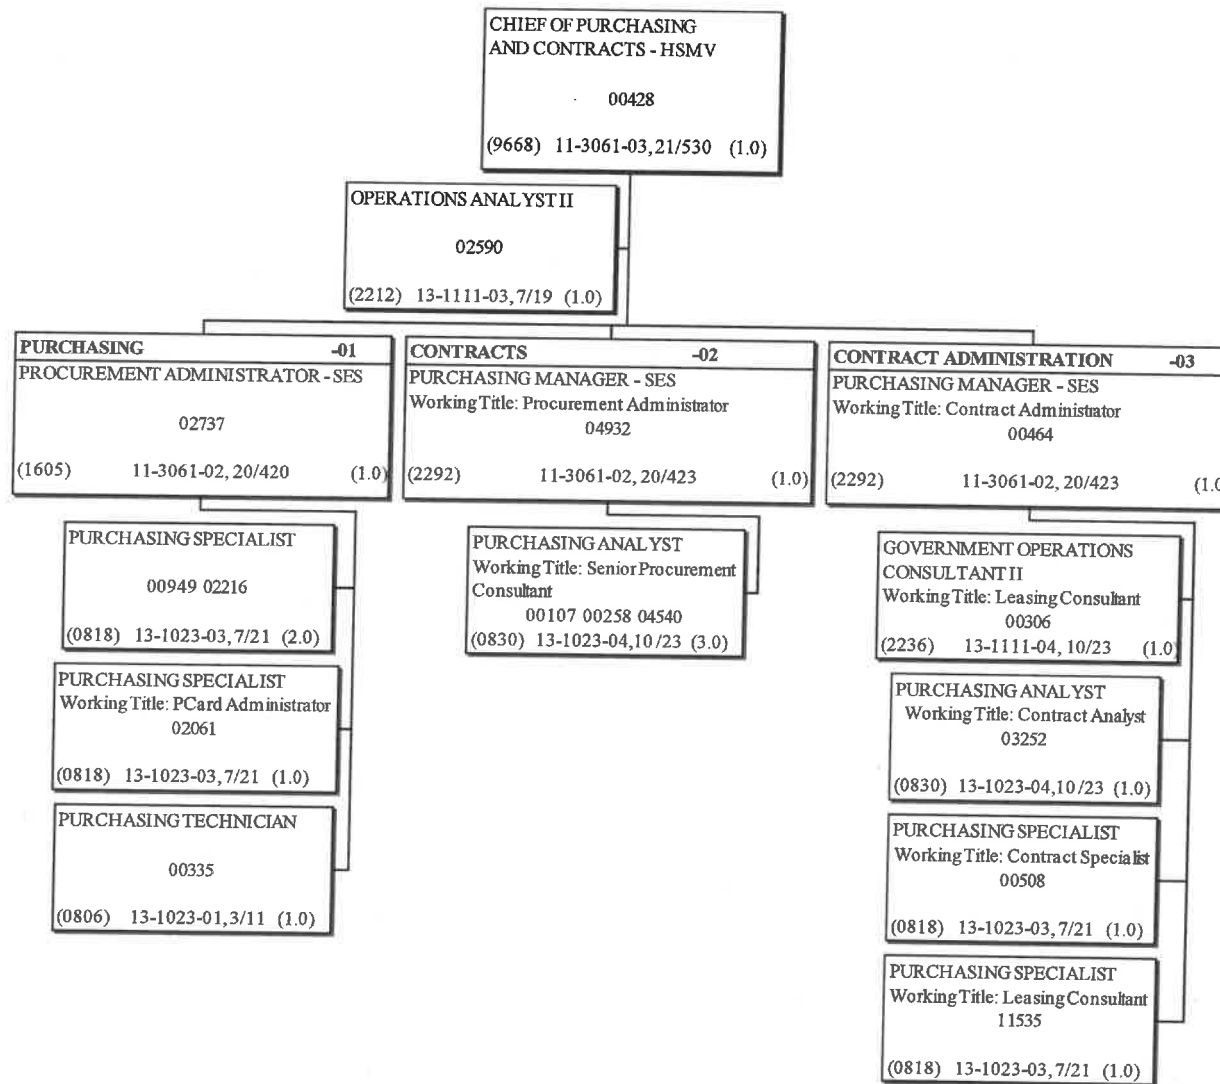 CHIEF OF PURCHASING
AND CONTRACTS - HSMV
00428
(9668) 11-3061-03, 21/530 (1.0)
OPERATIONS ANALYST II
02590
(2212) 13-1111-03, 7/19 (1.0)
PURCHASING -01
PROCUREMENT ADMINISTRATOR - SES
02737
(1605) 11-3061-02, 20/420 (1.0)
CONTRACTS -02
PURCHASING MANAGER - SES
Working Title: Procurement Administrator
04932
(2292) 11-3061-02, 20/423 (1.0)
CONTRACT ADMINISTRATION -03
PURCHASING MANAGER - SES
Working Title: Contract Administrator
00464
(2292) 11-3061-02, 20/423 (1.0
PURCHASING SPECIALIST
00949 02216
(0818) 13-1023-03, 7/21 (2.0)
PURCHASING SPECIALIST
Working Title: PCard Administrator
02061
(0818) 13-1023-03, 7/21 (1.0)
PURCHASING TECHNICIAN
00335
(0806) 13-1023-01, 3/11 (1.0)
PURCHASING ANALYST
Working Title: Senior Procurement
Consultant
00107 00258 04540
(0830) 13-1023-04, 10/23 (3.0)
GOVERNMENT OPERATIONS
CONSULTANT II
Working Title: Leasing Consultant
00306
(2236) 13-1111-04, 10/23 (1.0)
PURCHASING ANALYST
Working Title: Contract Analyst
03252
(0830) 13-1023-04, 10/23 (1.0)
PURCHASING SPECIALIST
Working Title: Contract Specialist
00508
(0818) 13-1023-03, 7/21 (1.0)
PURCHASING SPECIALIST
Working Title: Leasing Consultant
11535
(0818) 13-1023-03, 7/21 (1.0)